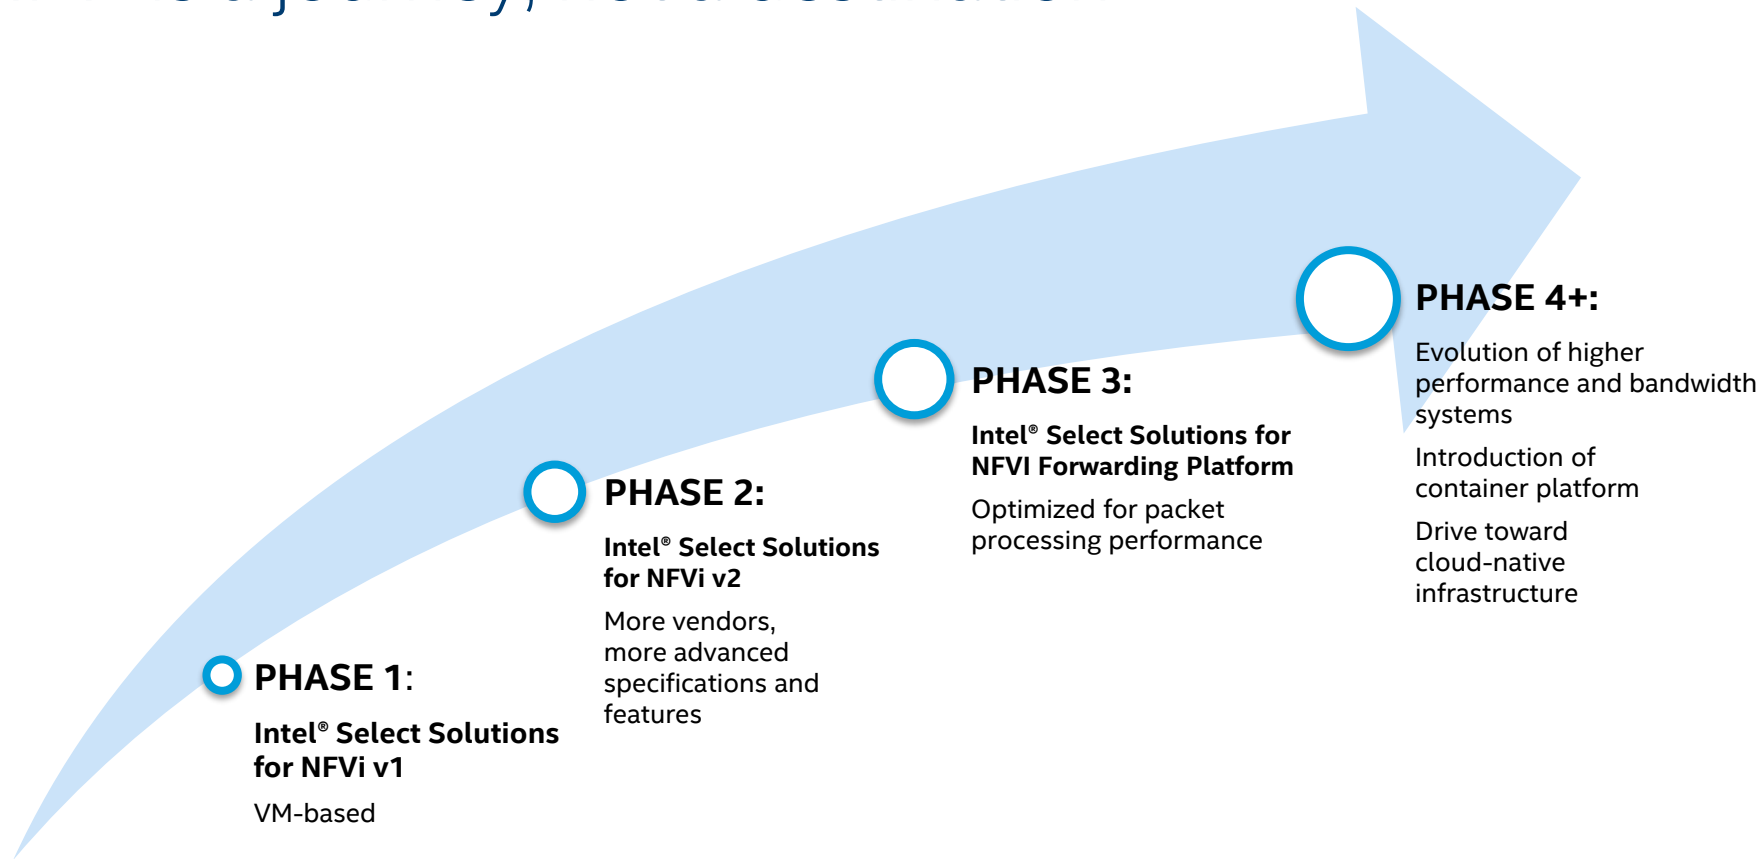 a journey, not a destination
PHASE 1:
Intel® Select Solutions
for NFVi v1
VM-based
PHASE 2:
Intel® Select Solutions
for NFVi v2
More vendors,
more advanced
specifications and
features
PHASE 3:
Intel® Select Solutions for
NFVI Forwarding Platform
Optimized for packet
processing performance
PHASE 4+:
Evolution of higher
performance and bandwidth
systems
Introduction of
container platform
Drive toward
cloud-native
infrastructure